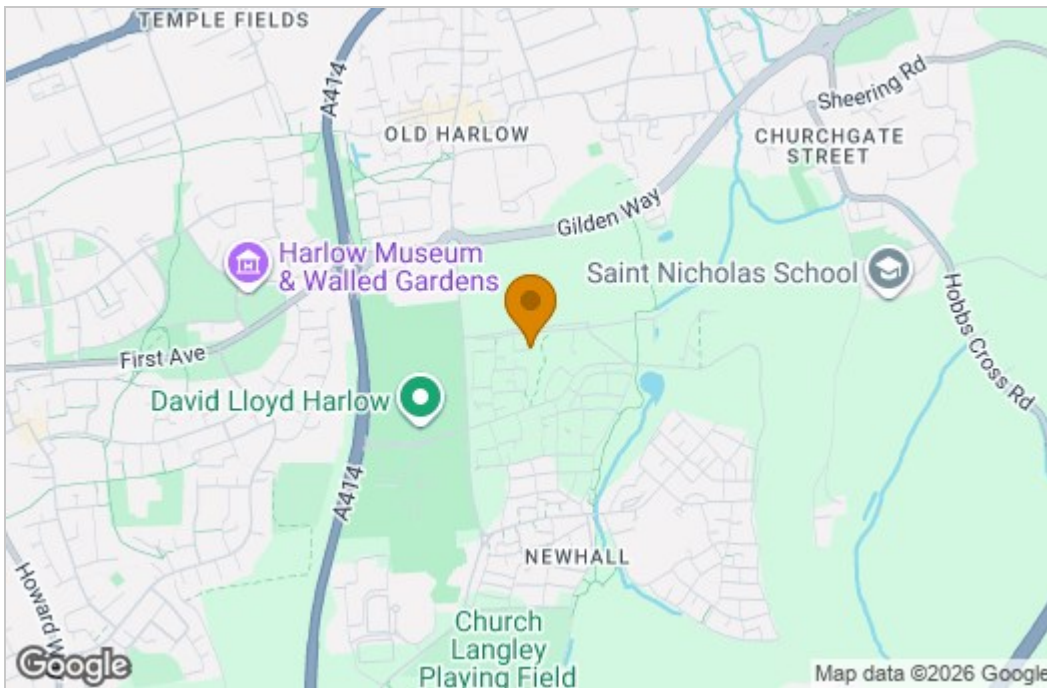 TEMPLE FIELDS
A414
OLD HARLOW
Sheering Rd
CHURCHGATE
STREET
Gilden Way
Harlow Museum
& Walled Gardens
Saint Nicholas School
Hobbs Cross Rd
First Ave
David Lloyd Harlow
A414
NEWHALL
Howard W
Church
Langley
Playing Field
Google
Map data ©2026 Google